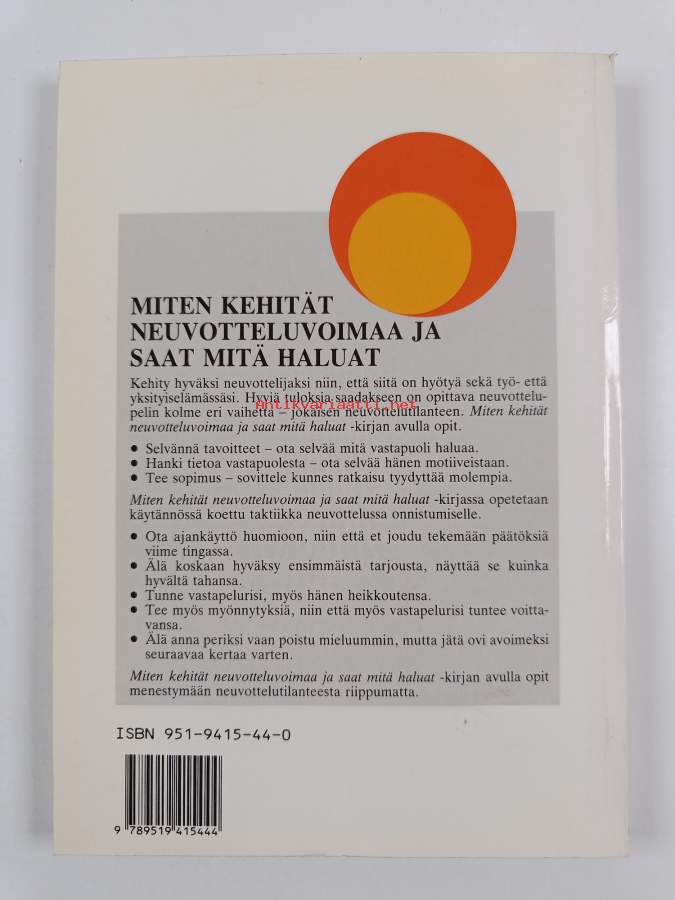 MITEN KEHITÄT
NEUVOTTELUVOIMAA JA
SAAT MITÄ HALUAT
Kehity hyväksi neuvottelijaksi niin, että siitä on hyötyä sekä työ- että
yksityiselämässäsi. Hyviä tuloksia saadakseen on opittava neuvottelu-
Antikvariaatti.net
pelin kolme eri vaihetta – jokaisen neuvottelutilanteen. Miten kehität
neuvotteluvoimaa ja saat mitä haluat -kirjan avulla opit.
● Selvännä tavoitteet – ota selvää mitä vastapuoli haluaa.
● Hanki tietoa vastapuolesta – ota selvää hänen motiiveistaan.
● Tee sopimus – sovittele kunnes ratkaisu tyydyttää molempia.
Miten kehität neuvotteluvoimaa ja saat mitä haluat -kirjassa opetetaan
käytännössä koettu taktiikka neuvottelussa onnistumiselle.
● Ota ajankäyttö huomioon, niin että et joudu tekemään päätöksiä
viime tingassa.
● Älä koskaan hyväksy ensimmäistä tarjousta, näyttää se kuinka
hyvältä tahansa.
● Tunne vastapelurisi, myös hänen heikkoutensa.
● Tee myös myönnytyksiä, niin että myös vastapelurisi tuntee voitta-
vansa.
● Älä anna periksi vaan poistu mieluummin, mutta jätä ovi avoimeksi
seuraavaa kertaa varten.
Miten kehität neuvotteluvoimaa ja saat mitä haluat -kirjan avulla opit
menestymään neuvottelutilanteesta riippumatta.
ISBN 951-9415-44-0
9 789519 415444